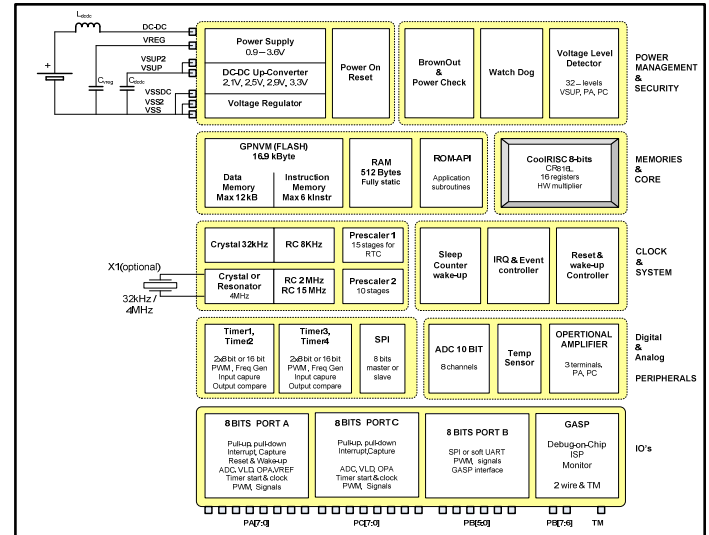 Ldcdc
DC-DC
VREG
VSUP2
VSUP
Cvreg
Cdcdc
VSSDC
VSS2
VSS
+
Power Supply
0.9 – 3.6V
DC-DC Up-Converter
2,1V, 2,5V, 2,9V, 3,3V
Voltage Regulator
Power On
Reset
BrownOut
&
Power Check
Watch Dog
Voltage Level
Detector
32 – levels
VSUP, PA, PC
POWER
MANAGEMENT
&
SECURITY
GPNVM (FLASH)
16.9 kByte
Data
Memory
Max 12kB
Instruction
Memory
Max 6 kInstr
RAM
512 Bytes
Fully static
ROM-API
Application
subroutines
CoolRISC 8-bits
CR816L
16 registers
HW multiplier
MEMORIES
&
CORE
Crystal 32kHz
RC 8KHz
Prescaler 1
15 stages for
RTC
Crystal or
Resonator
4MHz
RC 2 MHz
RC 15 MHz
Prescaler 2
10 stages
Sleep
Counter
wake-up
IRQ & Event
controller
Reset &
wake-up
Controller
CLOCK
&
SYSTEM
X1(optional)
32kHz /
4MHz
Timer1,
Timer2
2x8 bit or 16 bit
PWM, Freq Gen
Input capure
Output compare
Timer3,
Timer4
2x8 bit or 16 bit
PWM, Freq Gen
Input capure
Output compare
SPI
8 bits
master or
slave
ADC 10 BIT
8 channels
Temp
Sensor
OPERTIONAL
AMPLIFIER
3 terminals,
PA, PC
Digital
&
Analog
PERIPHERALS
8 BITS PORT A
Pull-up, pull-down
Interrupt, Capture
Reset & Wake-up
ADC, VLD, OPA,VREF
Timer start & clock
PWM, Signals
8 BITS PORT C
Pull-up, pull-down
Interrupt,Capture
ADC, VLD, OPA
Timer start & clock
PWM, Signals
8 BITS PORT B
SPI or soft UART
PWM, signals
GASP interface
GASP
Debug-on-Chip
ISP
Monitor
2 wire & TM
IO's
PA[7:0]
PC[7:0]
PB[5:0]
PB[7:6]
TM